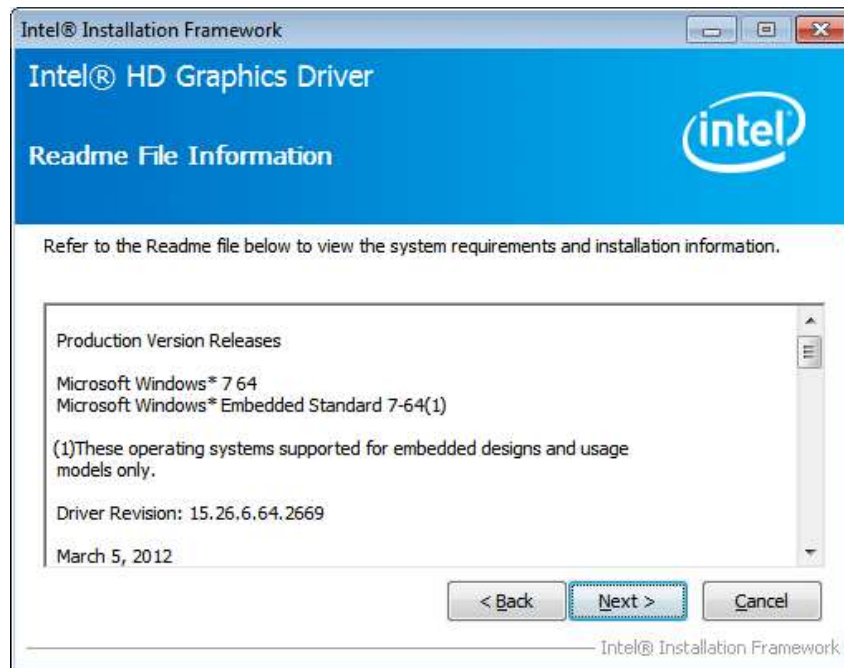 Intel® Installation Framework
Intel® HD Graphics Driver
intel
Readme File Information
Refer to the Readme file below to view the system requirements and installation information.
Production Version Releases
Microsoft Windows* 7 64
Microsoft Windows* Embedded Standard 7-64(1)
(1)These operating systems supported for embedded designs and usage
models only.
Driver Revision: 15.26.6.64.2669
March 5, 2012
< Back
Next >
Cancel
Intel® Installation Framework